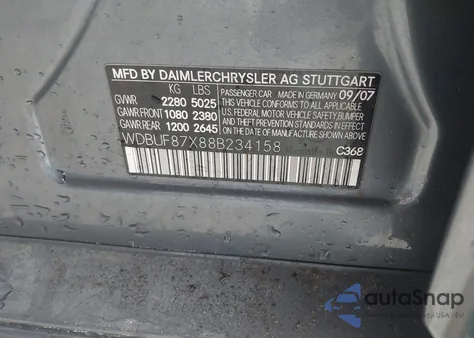 MFD BY DAIMLERCHRYSLER AG STUTTGART
KG LBS
GVWR 2280 5025
GAWR FRONT 1080 2380
GAWR REAR 1200 2645
PASSENGER CAR MADE IN GERMANY 09/07
THIS VEHICLE CONFORMS TO ALL APPLICABLE
U.S. FEDERAL MOTOR VEHICLE SAFETY, BUMPER
AND THEFT PREVENTION STANDARDS IN EFFECT
ON THE DATE OF MANUFACTURE SHOWN ABOVE
WDBUF87X88B234158
C368
autoSnap